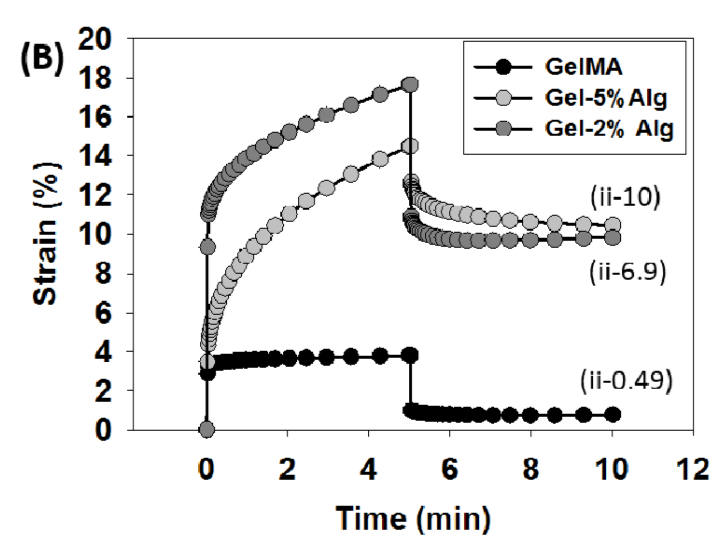 (B)
20
18
16
14
12
10
8
6
4
2
0
Strain (%)
GelMA
Gel-5% Alg
Gel-2% Alg
(ii-10)
(ii-6.9)
(ii-0.49)
0 2 4 6 8 10 12
Time (min)